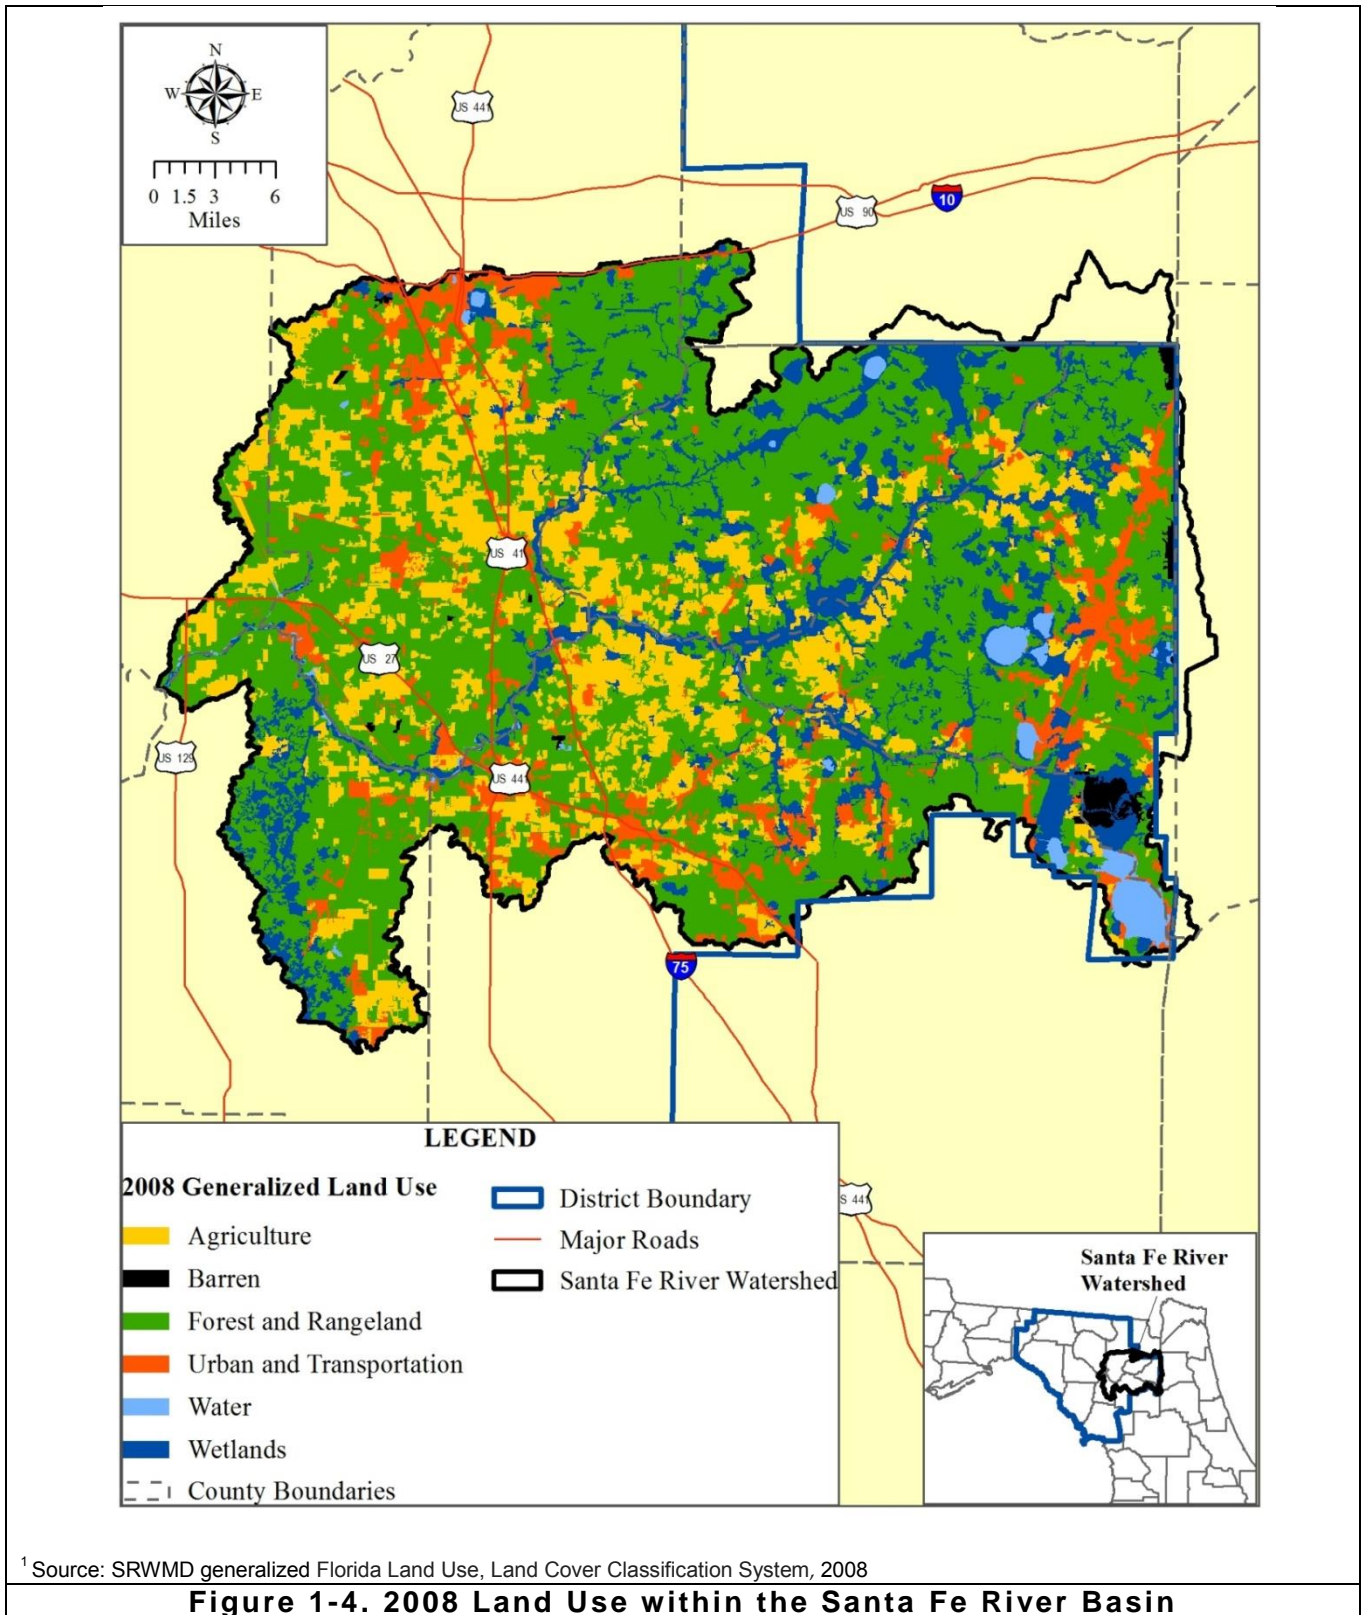 N
W E
S
0 1.5 3 6
Miles
US 441
US 90
10
US 41
US 27
US 129
US 441
75
S 441
LEGEND
2008 Generalized Land Use
Agriculture
Barren
Forest and Rangeland
Urban and Transportation
Water
Wetlands
County Boundaries
District Boundary
Major Roads
Santa Fe River Watershed
Santa Fe River
Watershed
1 Source: SRWMD generalized Florida Land Use, Land Cover Classification System, 2008
Figure 1-4. 2008 Land Use within the Santa Fe River Basin